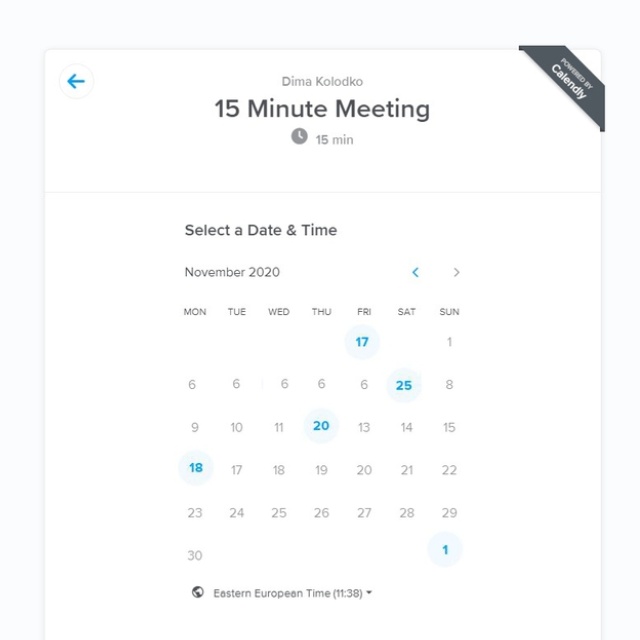 POWERED BY
Calendly
Dima Kolodko
15 Minute Meeting
15 min
Select a Date & Time
November 2020
MON TUE WED THU FRI SAT SUN
17 1
6 6 6 6 6 25 8
9 10 11 20 13 14 15
18 17 18 19 20 21 22
23 24 25 26 27 28 29
30 1
Eastern European Time (11:38)